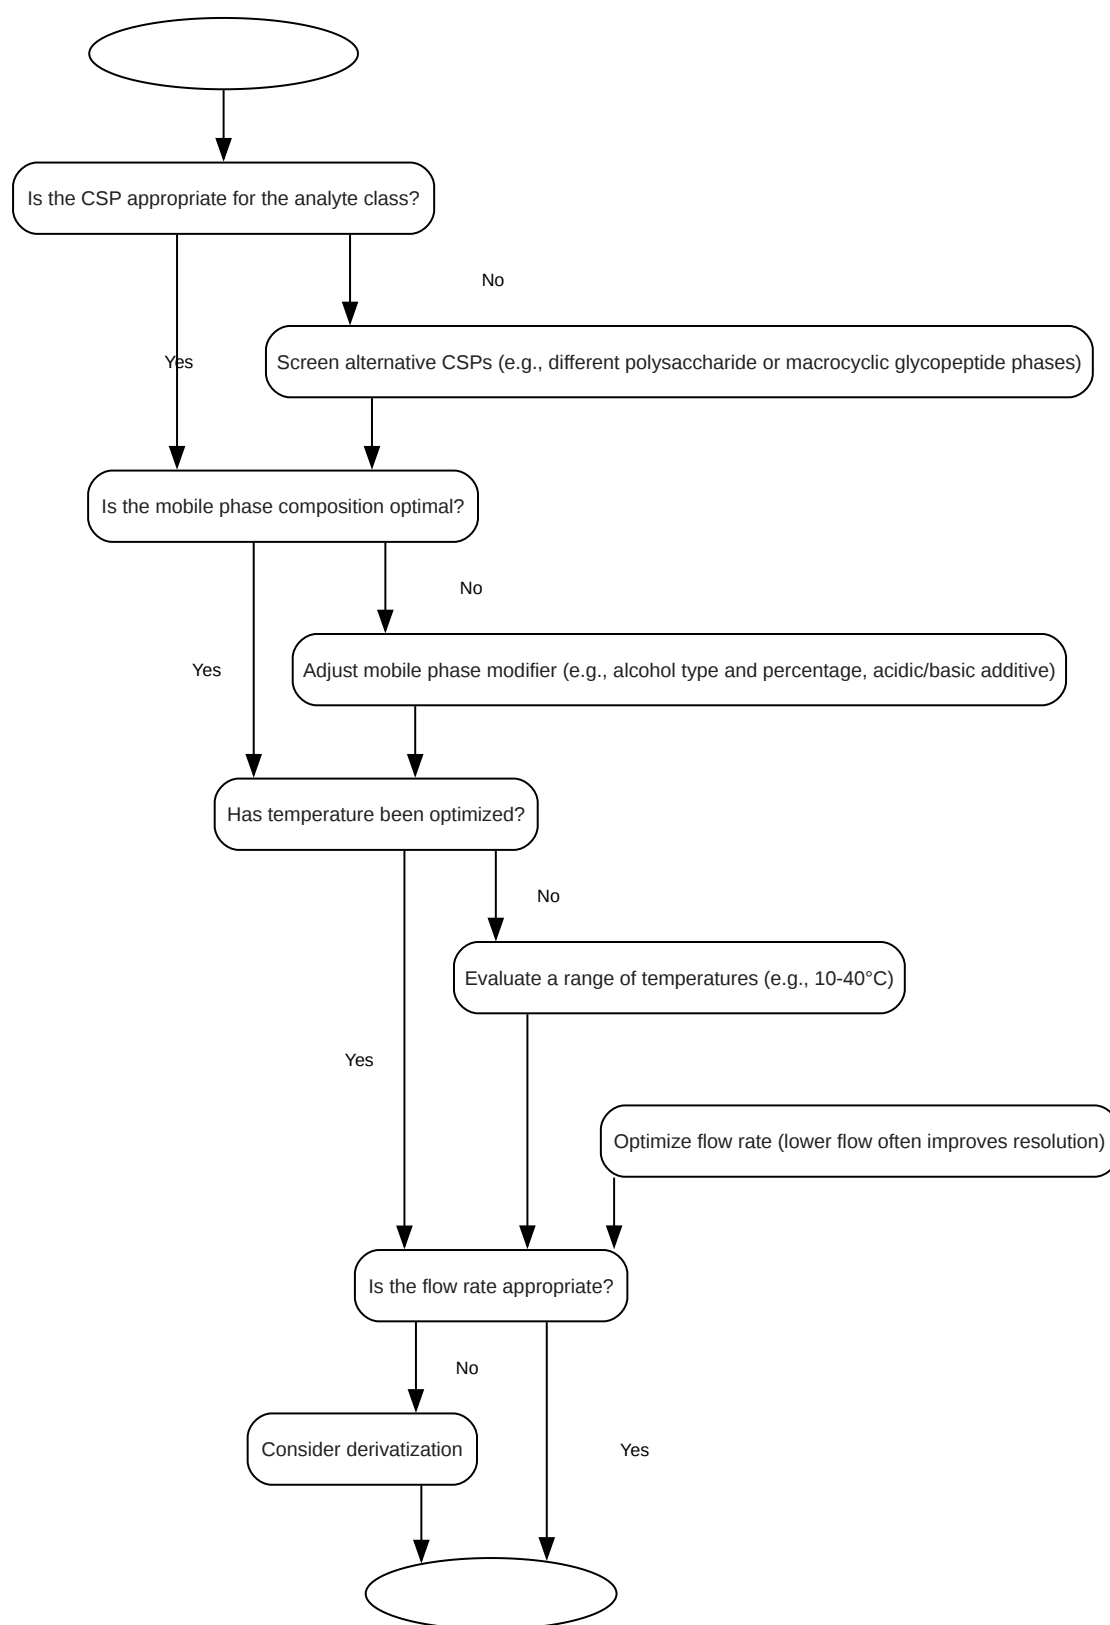 Is the CSP appropriate for the analyte class?
No
Yes
Screen alternative CSPs (e.g., different polysaccharide or macrocyclic glycopeptide phases)
Is the mobile phase composition optimal?
No
Yes
Adjust mobile phase modifier (e.g., alcohol type and percentage, acidic/basic additive)
Has temperature been optimized?
No
Evaluate a range of temperatures (e.g., 10-40°C)
Yes
Optimize flow rate (lower flow often improves resolution)
Is the flow rate appropriate?
No
Consider derivatization
Yes